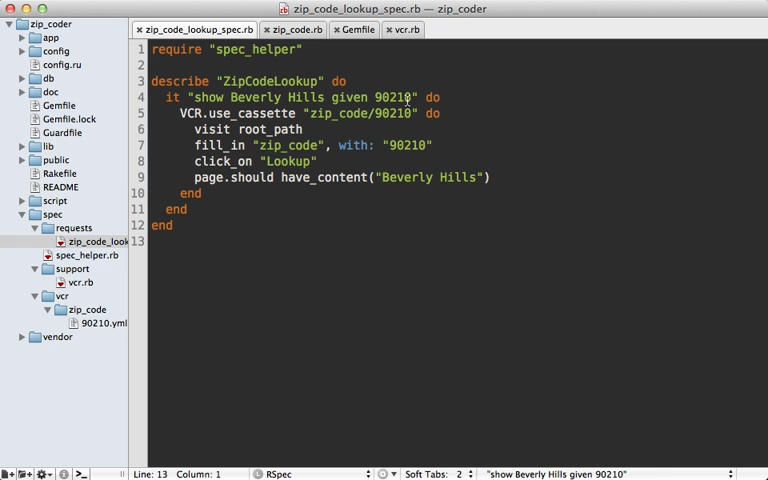 zip_code_lookup_spec.rb — zip_coder
zip_coder
app
config
config.ru
db
doc
Gemfile
Gemfile.lock
Guardfile
lib
public
Rakefile
README
script
spec
requests
zip_code_look
spec_helper.rb
support
vcr.rb
vcr
zip_code
90210.yml
vendor
zip_code_lookup_spec.rb
zip_code.rb
Gemfile
vcr.rb
1 require "spec_helper"
2
3 describe "ZipCodeLookup" do
4 it "show Beverly Hills given 90210" do
5 VCR.use_cassette "zip_code/90210" do
6 visit root_path
7 fill_in "zip_code", with: "90210"
8 click_on "Lookup"
9 page.should have_content("Beverly Hills")
10 end
11 end
12 end
13
Line: 13 Column: 1
RSpec
Soft Tabs: 2
"show Beverly Hills given 90210"